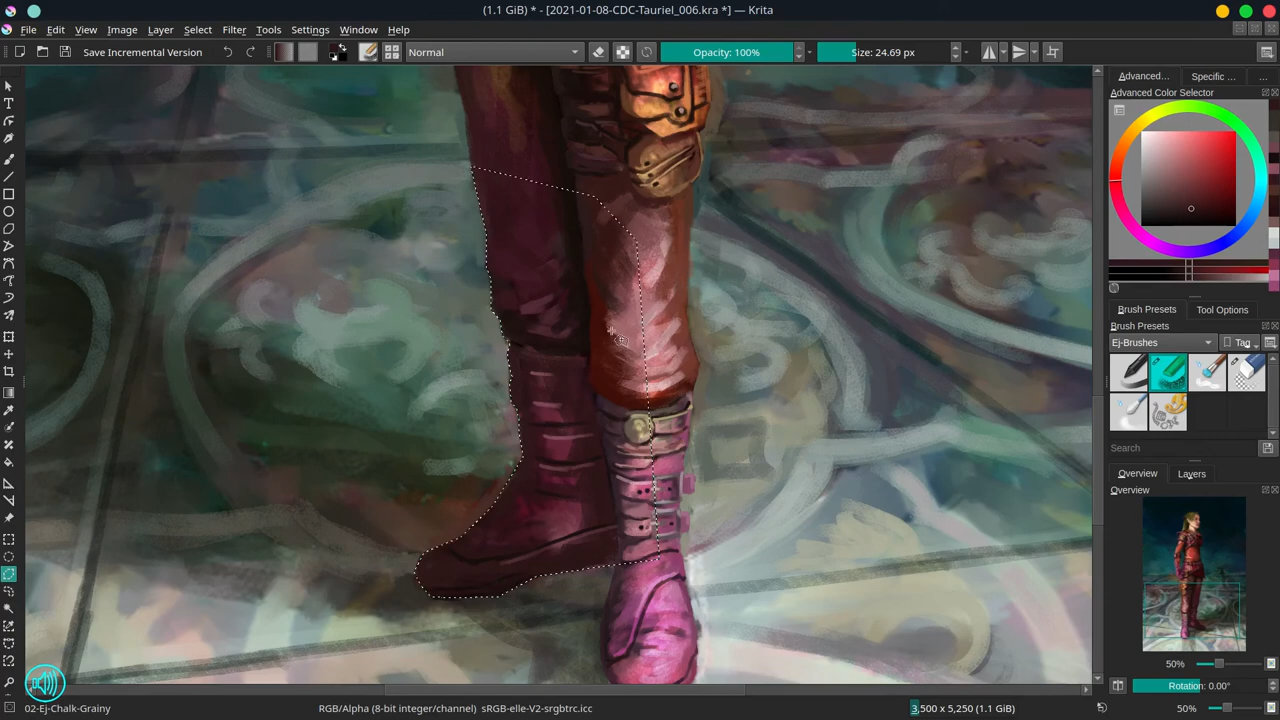 (1.1 GiB) * - [2021-01-08-CDC-Tauriel_006.kra *] — Krita
File Edit View Image Layer Select Filter Tools Settings Window Help
Save Incremental Version
Normal
Opacity: 100%
Size: 24.69 px
Advanced... Specific ... ...
Advanced Color Selector
Brush Presets Tool Options
Brush Presets
Ej-Brushes
Tag
Search
Overview Layers
Overview
50%
Rotation: 0.00°
02-Ej-Chalk-Grainy
RGB/Alpha (8-bit integer/channel) sRGB-elle-V2-srgbtrc.icc
3,500 x 5,250 (1.1 GiB)
50%